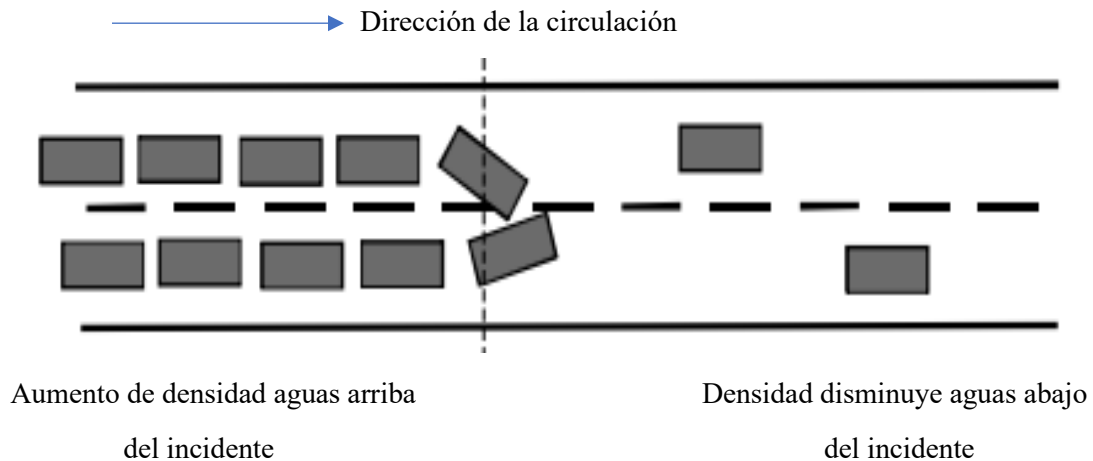 Dirección de la circulación
Aumento de densidad aguas arriba
del incidente
Densidad disminuye aguas abajo
del incidente